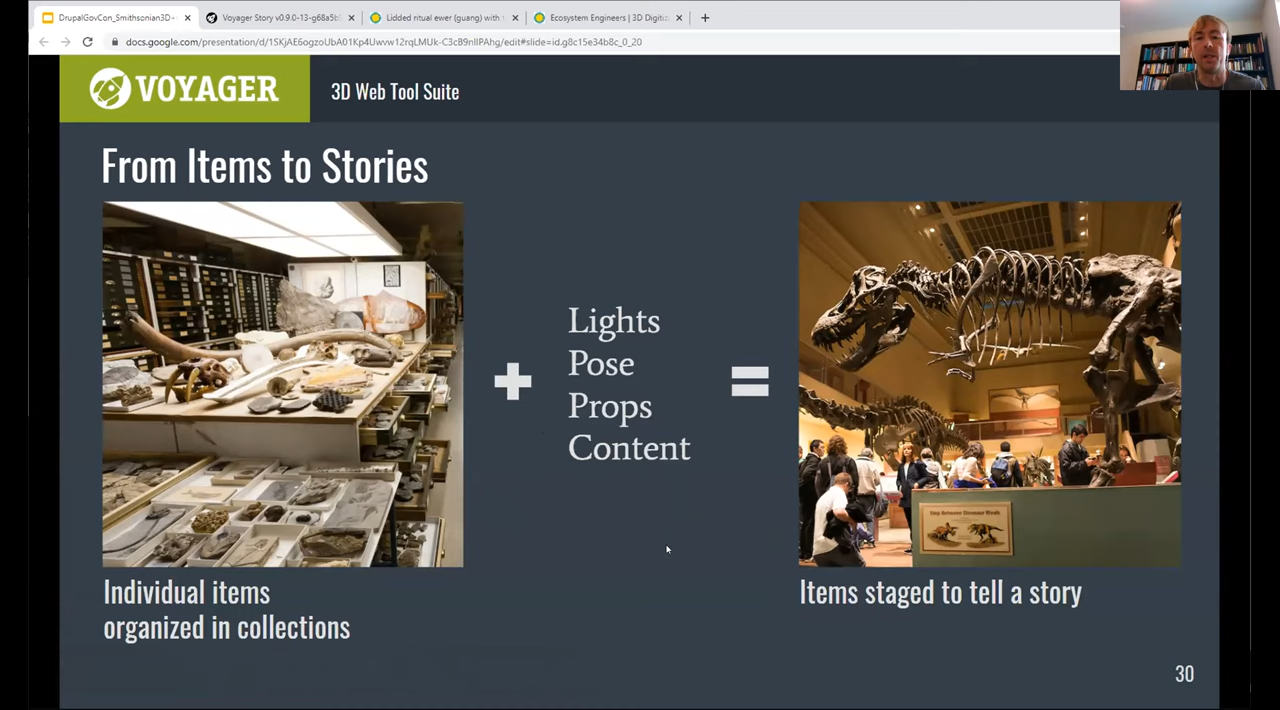 DrupalGovCon_Smithsonian3D
Voyager Story v0.9.0-13-g68a5b
Lidded ritual ewer (guang) with
Ecosystem Engineers | 3D Digiti
docs.google.com/presentation/d/1SKjAE6ogzoUbA01Kp4Uwvw12rqLMUk-C3cB9nlIPAhg/edit#slide=id.g8c15e34b8c_0_20
VOYAGER
3D Web Tool Suite
From Items to Stories
Lights
Pose
Props
Content
Individual items
organized in collections
Items staged to tell a story
30